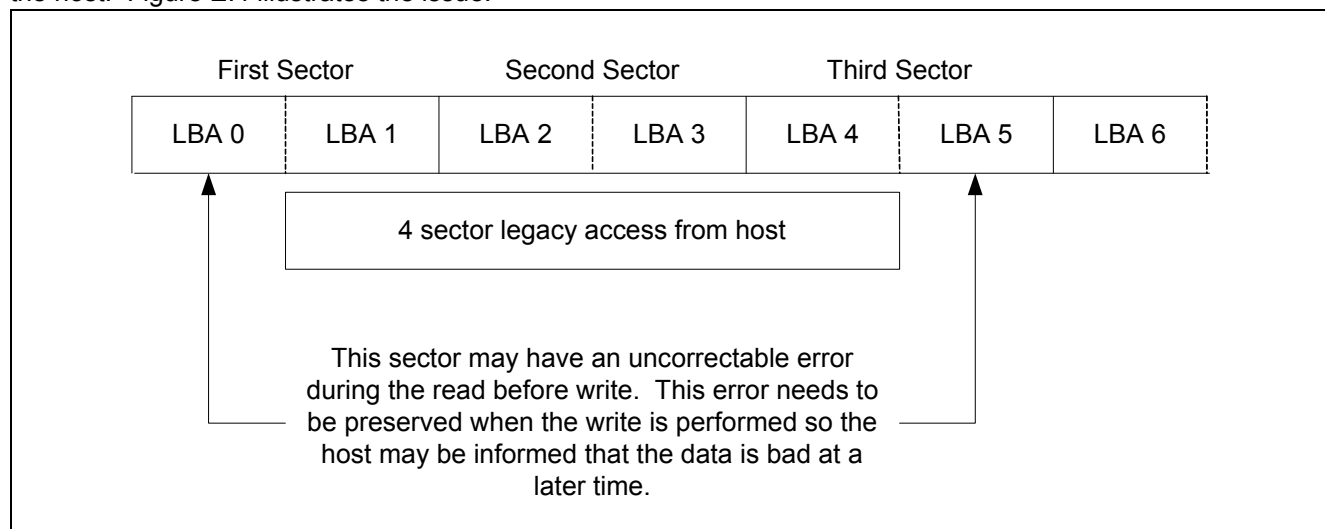 the host. Figure illustrates the issue.
First Sector Second Sector Third Sector
LBA 0 LBA 1 LBA 2 LBA 3 LBA 4 LBA 5 LBA 6
4 sector legacy access from host
This sector may have an uncorrectable error
during the read before write. This error needs to
be preserved when the write is performed so the
host may be informed that the data is bad at a
later time.